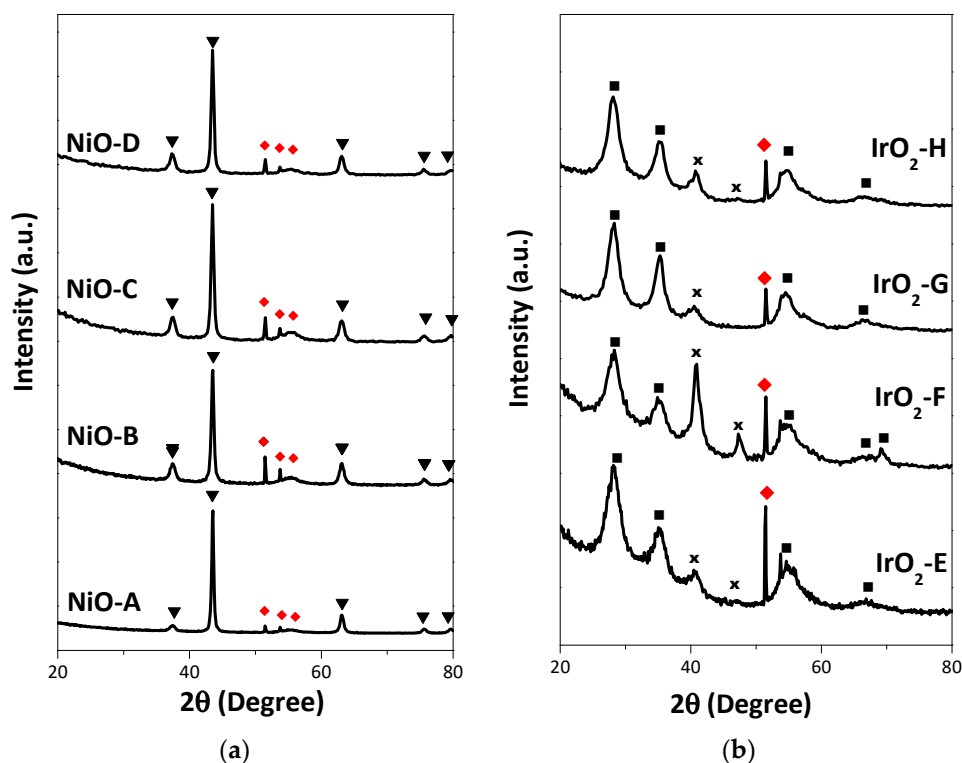 NiO-D
NiO-C
NiO-B
NiO-A
Intensity (a.u.)
20
40
60
80
2θ (Degree)
(a)
x
x
IrO2-H
x
IrO2-G
x
x
IrO2-F
x
x
IrO2-E
Intensity (a.u.)
20
40
60
80
2θ (Degree)
(b)